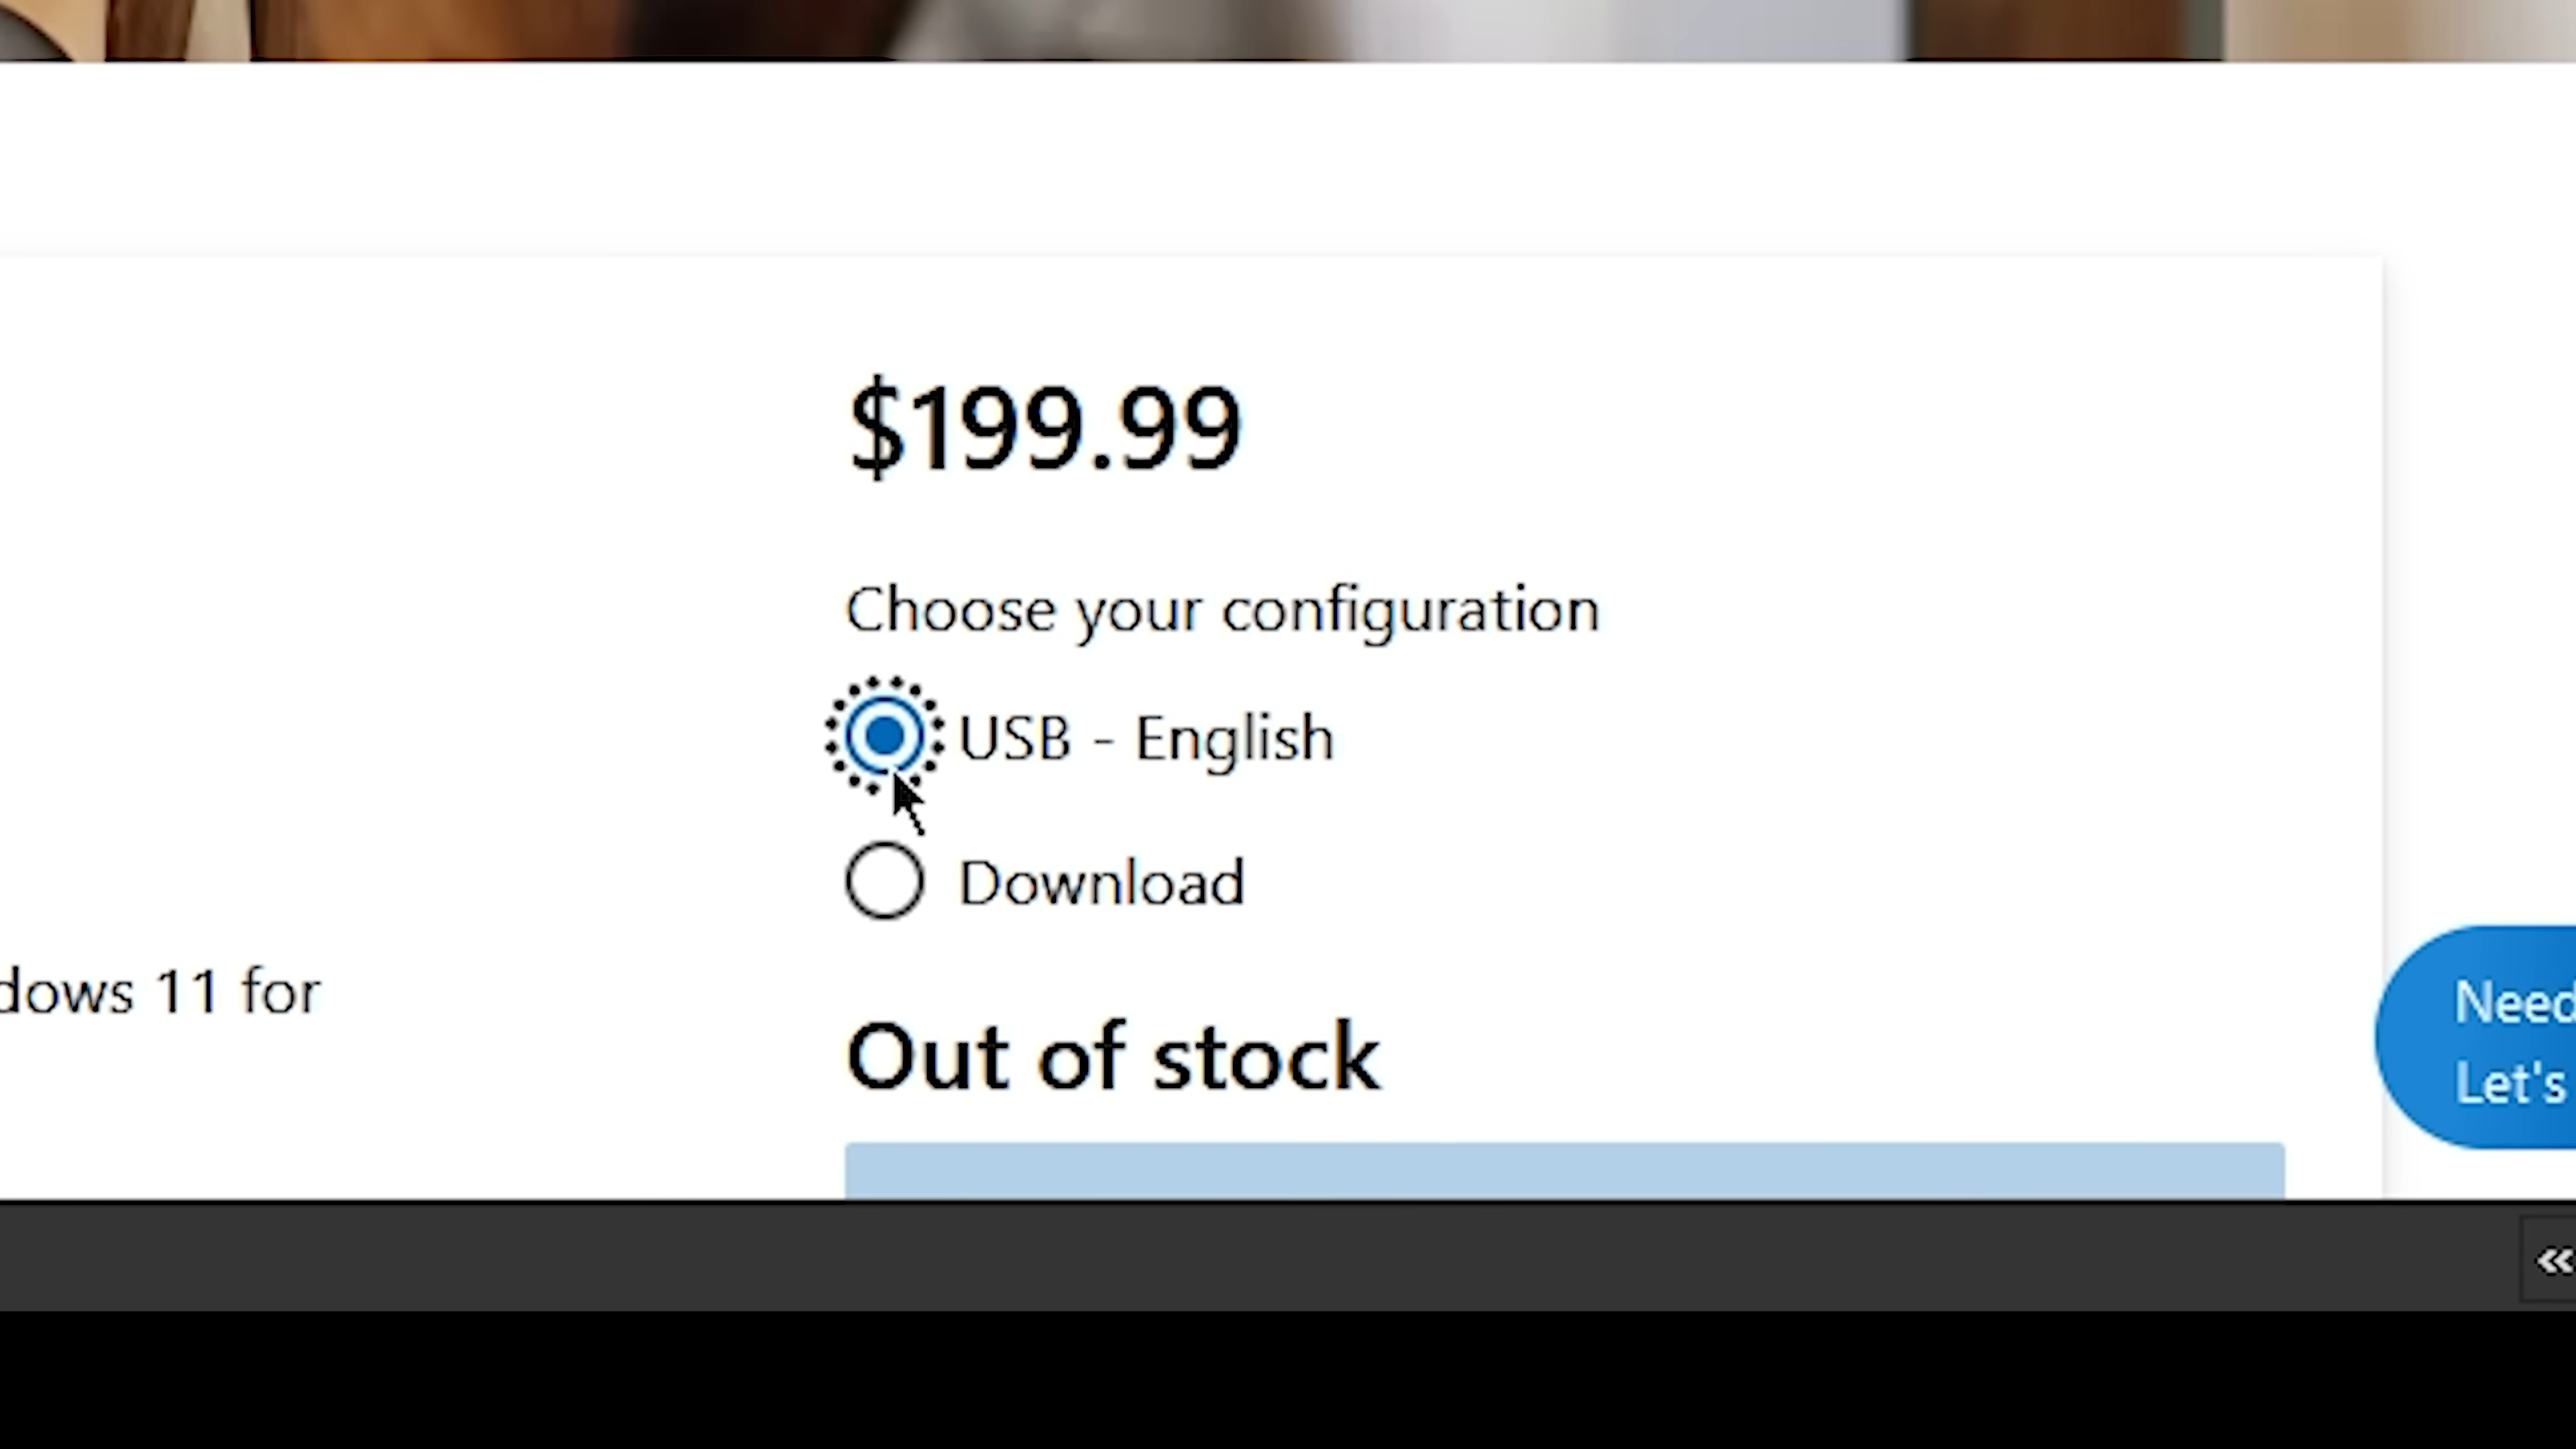 $199.99
Choose your configuration
USB - English
Download
dows 11 for
Out of stock
Need
Let's
«